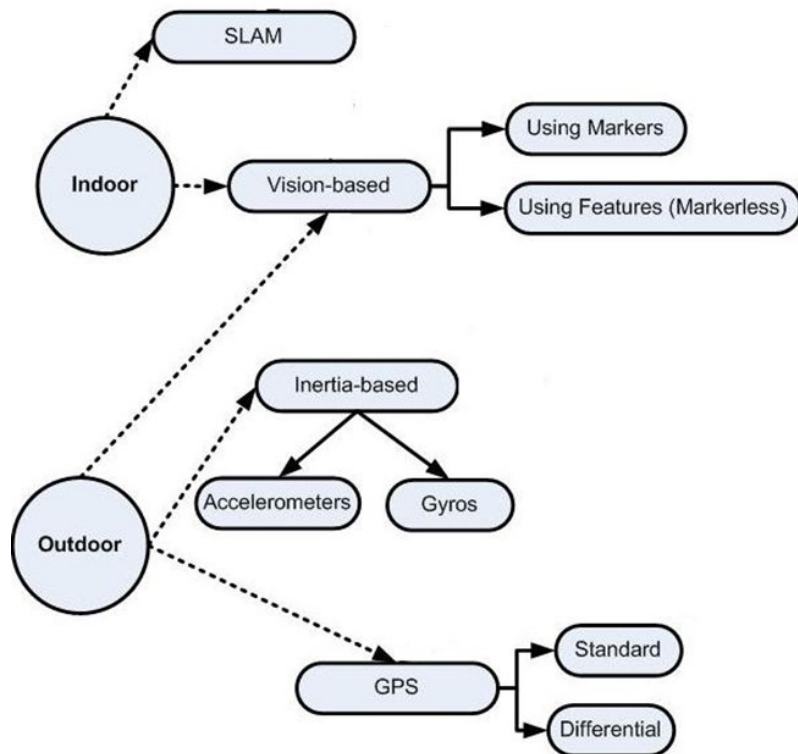 SLAM
Using Markers
Indoor
Vision-based
Using Features (Markerless)
Inertia-based
Accelerometers
Gyros
Outdoor
Standard
GPS
Differential